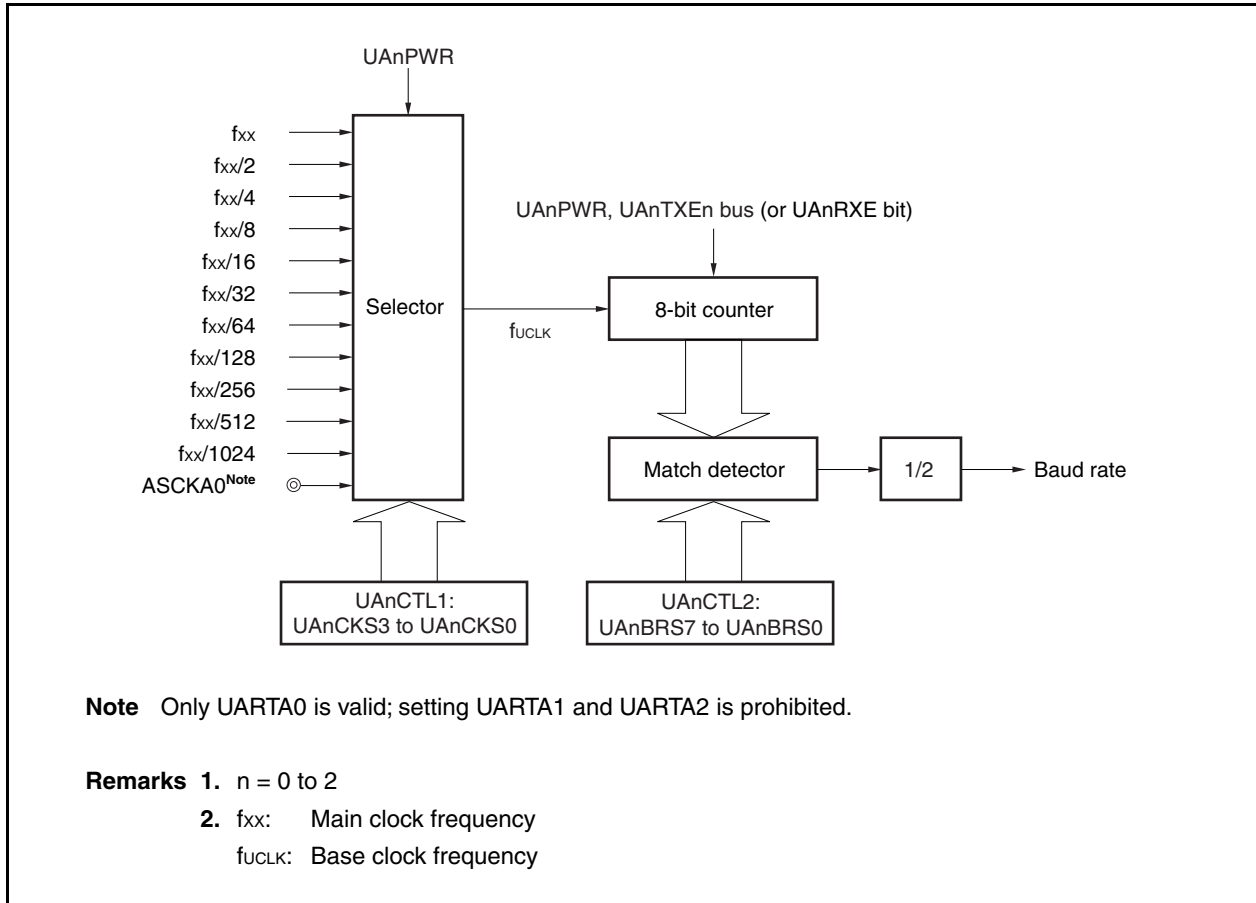 UAnPWR
fxx
fxx/2
fxx/4
fxx/8
fxx/16
fxx/32
fxx/64
fxx/128
fxx/256
fxx/512
fxx/1024
ASCKA0Note
Selector
fUCLK
UAnPWR, UAnTXEn bus (or UAnRXE bit)
8-bit counter
Match detector
1/2
Baud rate
UAnCTL1:
UAnCKS3 to UAnCKS0
UAnCTL2:
UAnBRS7 to UAnBRS0
Note Only UARTA0 is valid; setting UARTA1 and UARTA2 is prohibited.
Remarks 1. n = 0 to 2
2. fxx: Main clock frequency
fUCLK: Base clock frequency